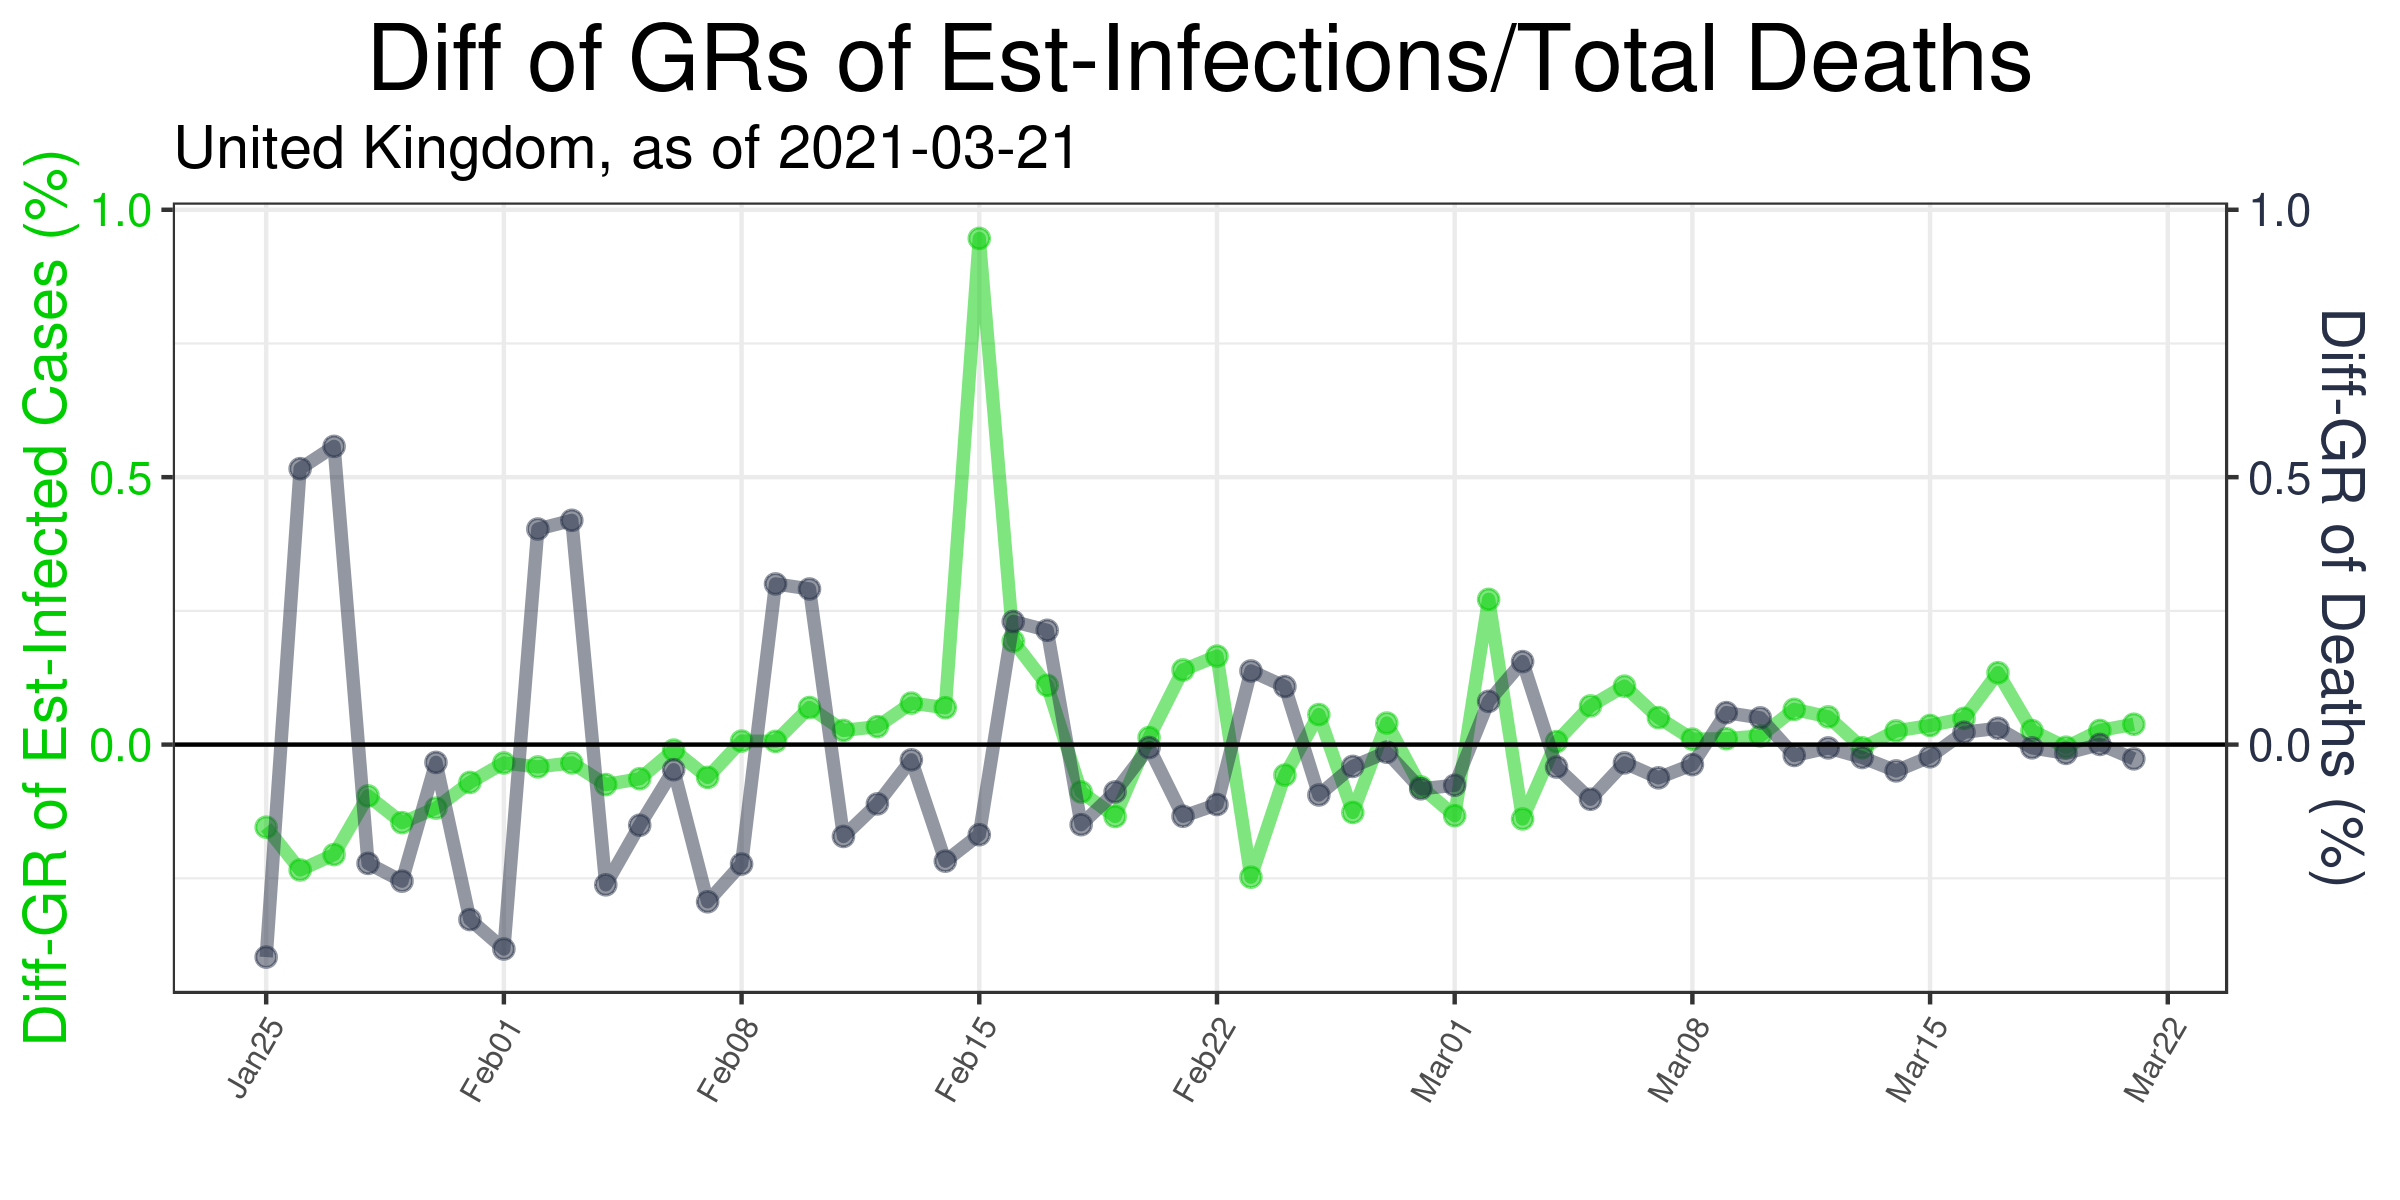 Diff of GRs of Est-Infections/Total Deaths
United Kingdom, as of 2021-03-21
Diff-GR of Est-Infected Cases (%)
1.0
0.5
0.0
1.0
0.5
0.0
Diff-GR of Deaths (%)
Jan25
Feb01
Feb08
Feb15
Feb22
Mar01
Mar08
Mar15
Mar22